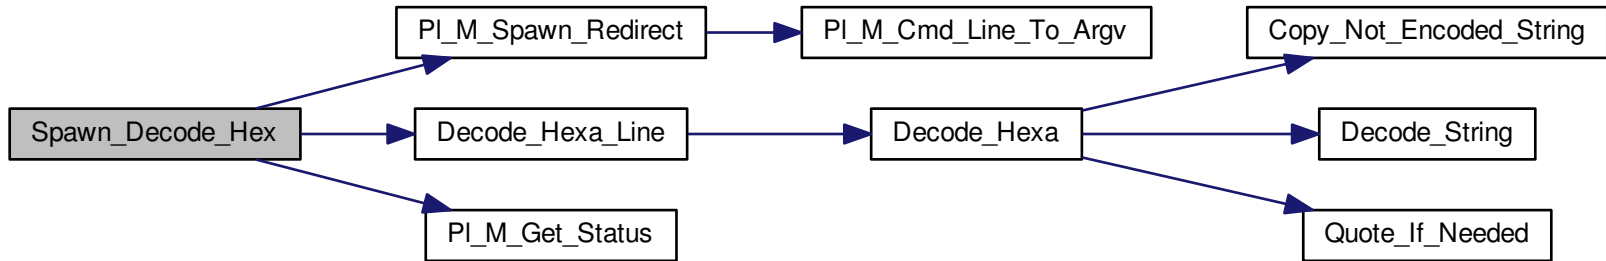 Pl_M_Spawn_Redirect
Pl_M_Cmd_Line_To_Argv
Copy_Not_Encoded_String
Spawn_Decode_Hex
Decode_Hexa_Line
Decode_Hexa
Decode_String
Pl_M_Get_Status
Quote_If_Needed